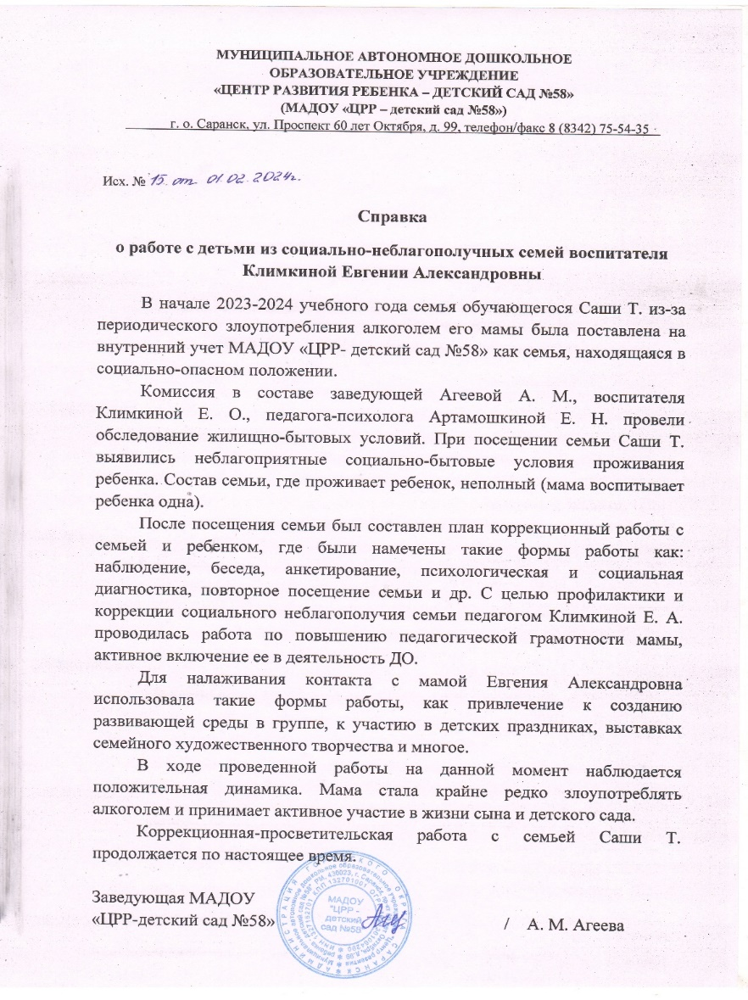 МУНИЦИПАЛЬНОЕ АВТОНОМНОЕ ДОШКОЛЬНОЕ
ОБРАЗОВАТЕЛЬНОЕ УЧРЕЖДЕНИЕ
«ЦЕНТР РАЗВИТИЯ РЕБЕНКА – ДЕТСКИЙ САД №58»
(МАДОУ «ЦРР – детский сад №58»)
г. о. Саранск, ул. Проспект 60 лет Октября, д. 99, телефон/факс 8 (8342) 75-54-35
Исх. № 15. от 01.02.2024г.
Справка
о работе с детьми из социально-неблагополучных семей воспитателя
Климкиной Евгении Александровны
В начале 2023-2024 учебного года семья обучающегося Саши Т. из-за
периодического злоупотребления алкоголем его мамы была поставлена на
внутренний учет МАДОУ «ЦРР- детский сад №58» как семья, находящаяся в
социально-опасном положении.
Комиссия в составе заведующей Агеевой А. М., воспитателя
Климкиной Е. О., педагога-психолога Артамошкиной Е. Н. провели
обследование жилищно-бытовых условий. При посещении семьи Саши Т.
выявились неблагоприятные социально-бытовые условия проживания
ребенка. Состав семьи, где проживает ребенок, неполный (мама воспитывает
ребенка одна).
После посещения семьи был составлен план коррекционный работы с
семьей и ребенком, где были намечены такие формы работы как:
наблюдение, беседа, анкетирование, психологическая и социальная
диагностика, повторное посещение семьи и др. С целью профилактики и
коррекции социального неблагополучия семьи педагогом Климкиной Е. А.
проводилась работа по повышению педагогической грамотности мамы,
активное включение ее в деятельность ДО.
Для налаживания контакта с мамой Евгения Александровна
использовала такие формы работы, как привлечение к созданию
развивающей среды в группе, к участию в детских праздниках, выставках
семейного художественного творчества и многое.
В ходе проведенной работы на данной момент наблюдается
положительная динамика. Мама стала крайне редко злоупотреблять
алкоголем и принимает активное участие в жизни сына и детского сада.
Коррекционная-просветительская работа с семьей Саши Т.
продолжается по настоящее время.
Заведующая МАДОУ
«ЦРР-детский сад №58» / А. М. Агеева
МАДОУ
"ЦРР -
детский
сад №58"